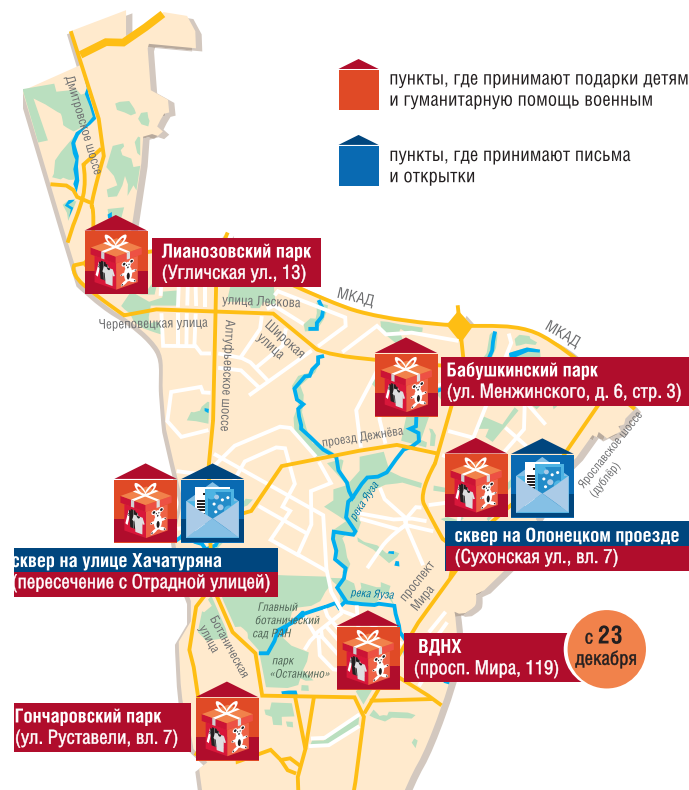 пункты, где принимают подарки детям
и гуманитарную помощь военным
пункты, где принимают письма
и открытки
Дмитровское шоссе
Лианозовский парк
(Угличская ул., 13)
улица Лескова
МКАД
Череповецкая улица
Широкая
улица
МКАД
Алтуфьевское шоссе
Бабушкинский парк
(ул. Менжинского, д. 6, стр. 3)
проезд Дежнёва
Ярославское шоссе
(дублёр)
река Яуза
сквер на улице Хачатуряна
(пересечение с Отрадной улицей)
сквер на Олонецком проезде
(Сухонская ул., вл. 7)
проспект
Мира
река Яуза
Главный
ботанический
сад РАН
Ботаническая
улица
парк
«Останкино»
ВДНХ
(просп. Мира, 119)
с 23
декабря
Гончаровский парк
(ул. Руставели, вл. 7)